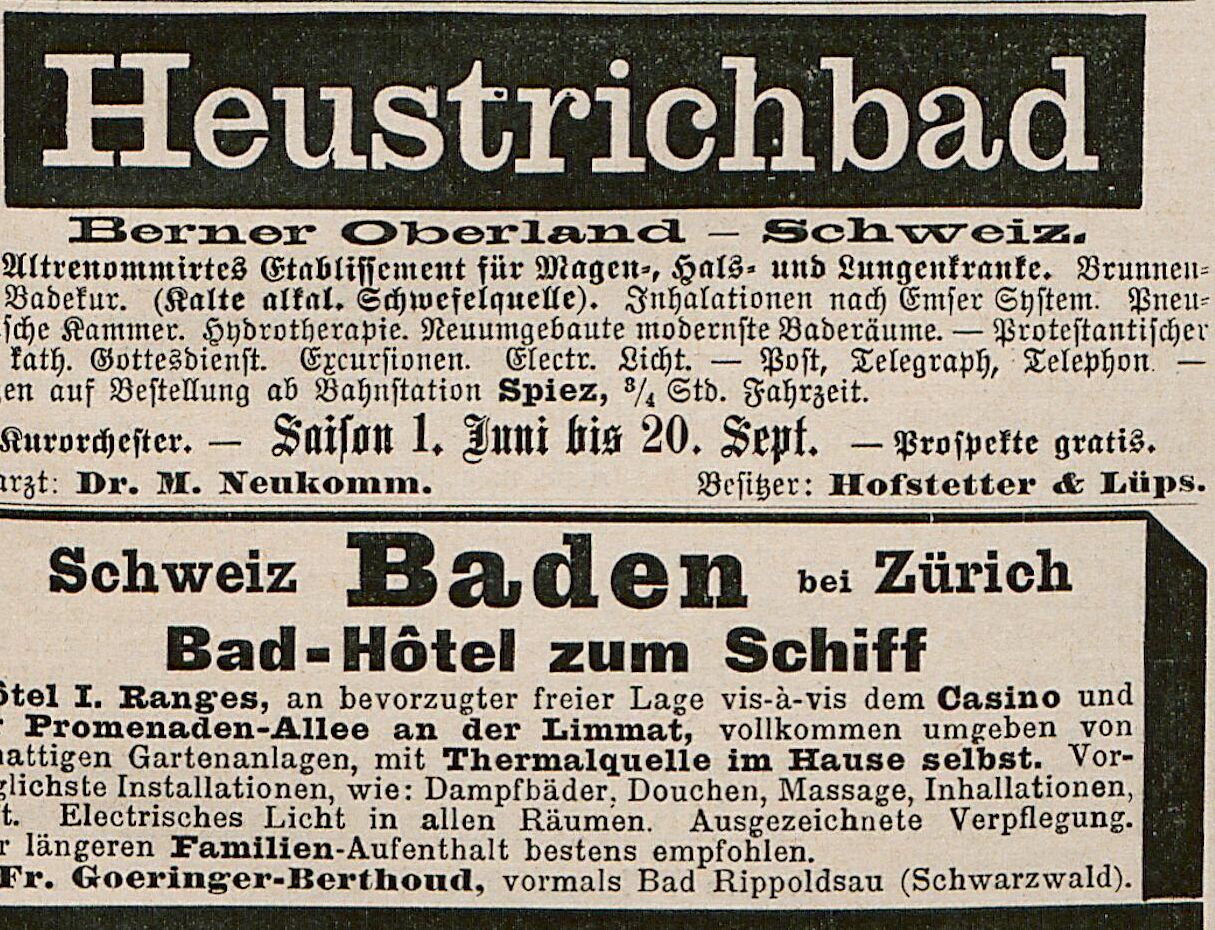 Heustrichbad
Berner Oberland – Schweiz.
Altrenommirtes Etablissement für Magen-, Hals- und Lungenkranke. Brunnen-
Badekur. (Kalte alkal. Schwefelquelle). Inhalationen nach Emser System. Pneu-
sche Kammer. Hydrotherapie. Neuumgebaute modernste Baderäume. — Protestantischer
kath. Gottesdienst. Excursionen. Electr. Licht. — Post, Telegraph, Telephon. —
en auf Bestellung ab Bahnstation Spiez, 3/4 Std. Fahrzeit.
Kurorchester. — Saison 1. Juni bis 20. Sept. — Prospekte gratis.
arzt: Dr. M. Neukomm. Besitzer: Hofstetter & Lüps.
Schweiz Baden bei Zürich
Bad-Hôtel zum Schiff
ôtel I. Ranges, an bevorzugter freier Lage vis-à-vis dem Casino und
r Promenaden-Allee an der Limmat, vollkommen umgeben von
attigen Gartenanlagen, mit Thermalquelle im Hause selbst. Vor-
glichste Installationen, wie: Dampfbäder, Douchen, Massage, Inhallationen,
t. Electrisches Licht in allen Räumen. Ausgezeichnete Verpflegung.
r längeren Familien-Aufenthalt bestens empfohlen.
Fr. Goeringer-Berthoud, vormals Bad Rippoldsau (Schwarzwald).